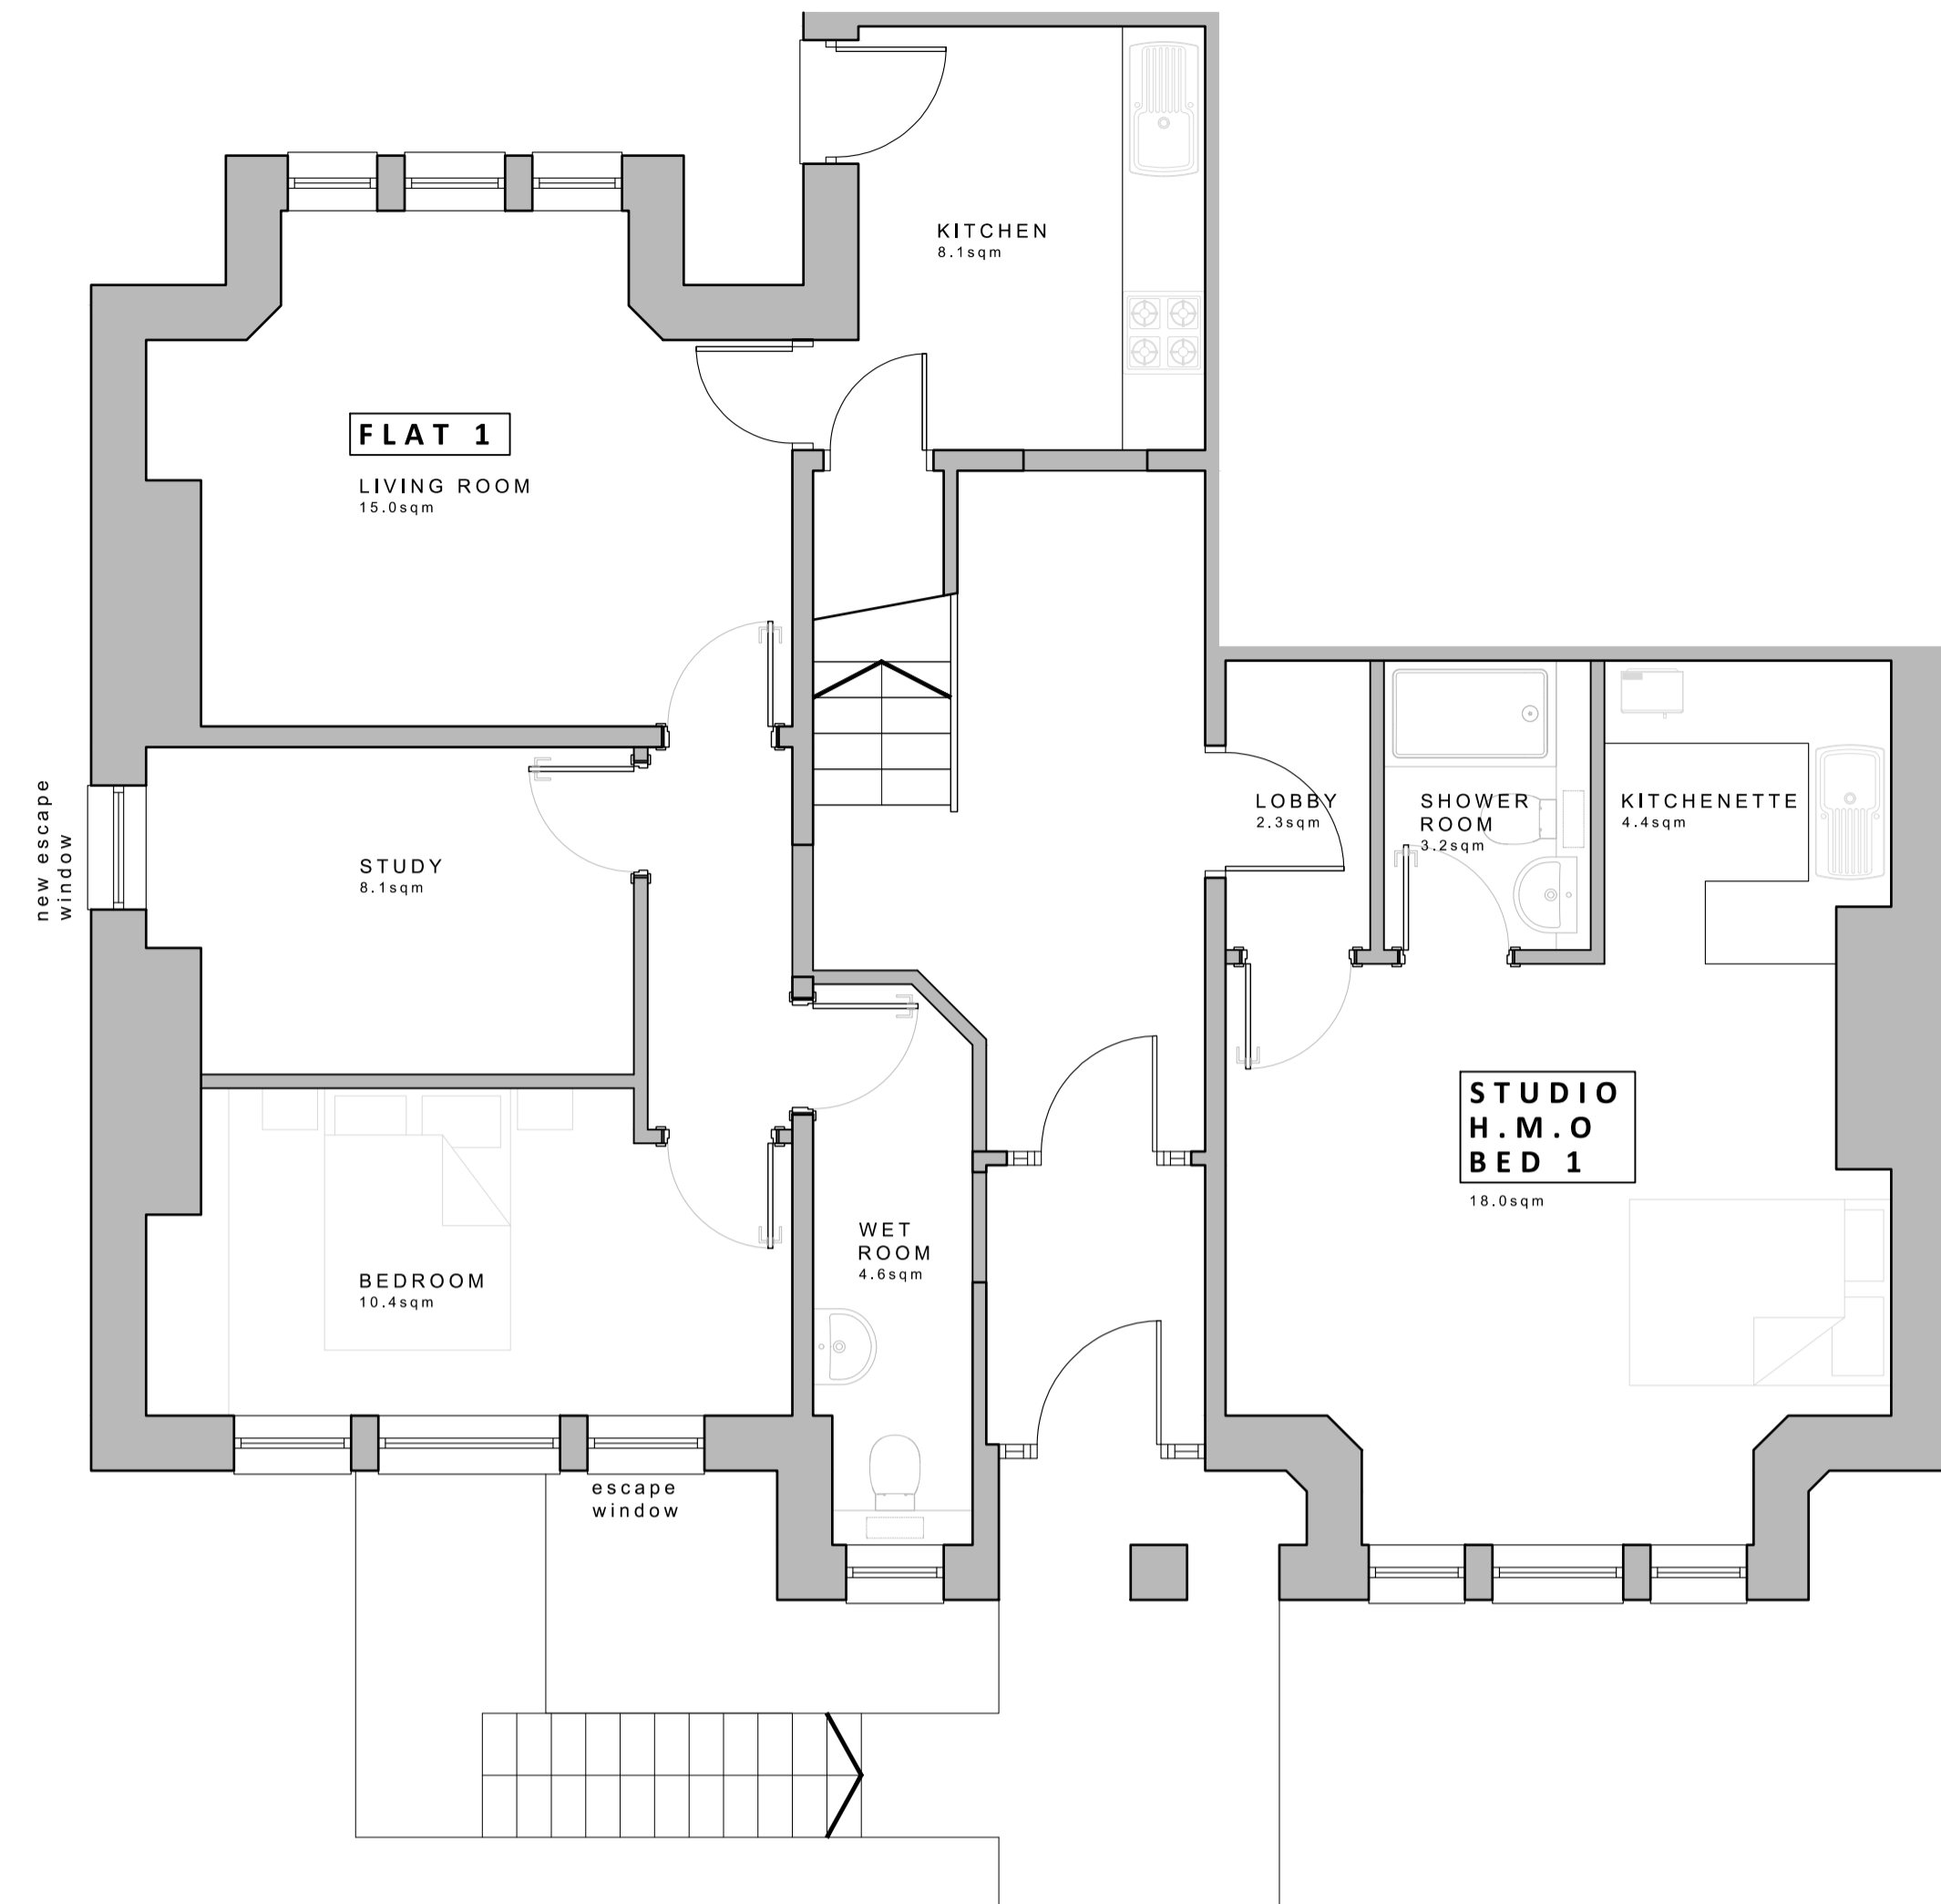 KITCHEN
8.1sqm
FLAT 1
LIVING ROOM
15.0sqm
new escape
window
STUDY
8.1sqm
LOBBY
2.3sqm
SHOWER
ROOM
3.2sqm
KITCHENETTE
4.4sqm
STUDIO
H.M.O
BED 1
18.0sqm
WET
ROOM
4.6sqm
BEDROOM
10.4sqm
escape
window